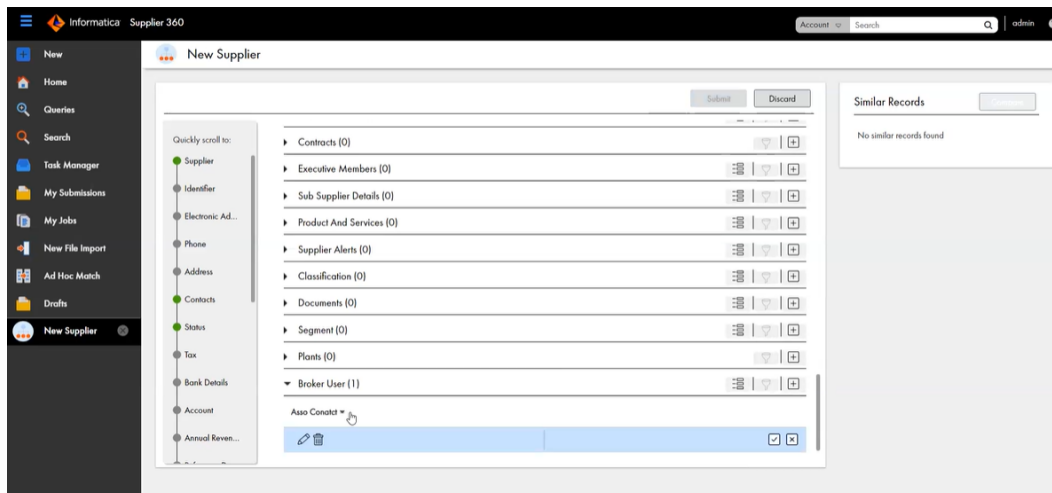 Informatica Supplier 360
Account
Search
admin
New
Home
Queries
Search
Task Manager
My Submissions
My Jobs
New File Import
Ad Hoc Match
Drafts
New Supplier
New Supplier
Submit
Discard
Quickly scroll to:
Supplier
Identifier
Electronic Ad...
Phone
Address
Contacts
Status
Tax
Bank Details
Account
Annual Reven...
Contracts (0)
Executive Members (0)
Sub Supplier Details (0)
Product And Services (0)
Supplier Alerts (0)
Classification (0)
Documents (0)
Segment (0)
Plants (0)
Broker User (1)
Asso Conatct
Similar Records
No similar records found